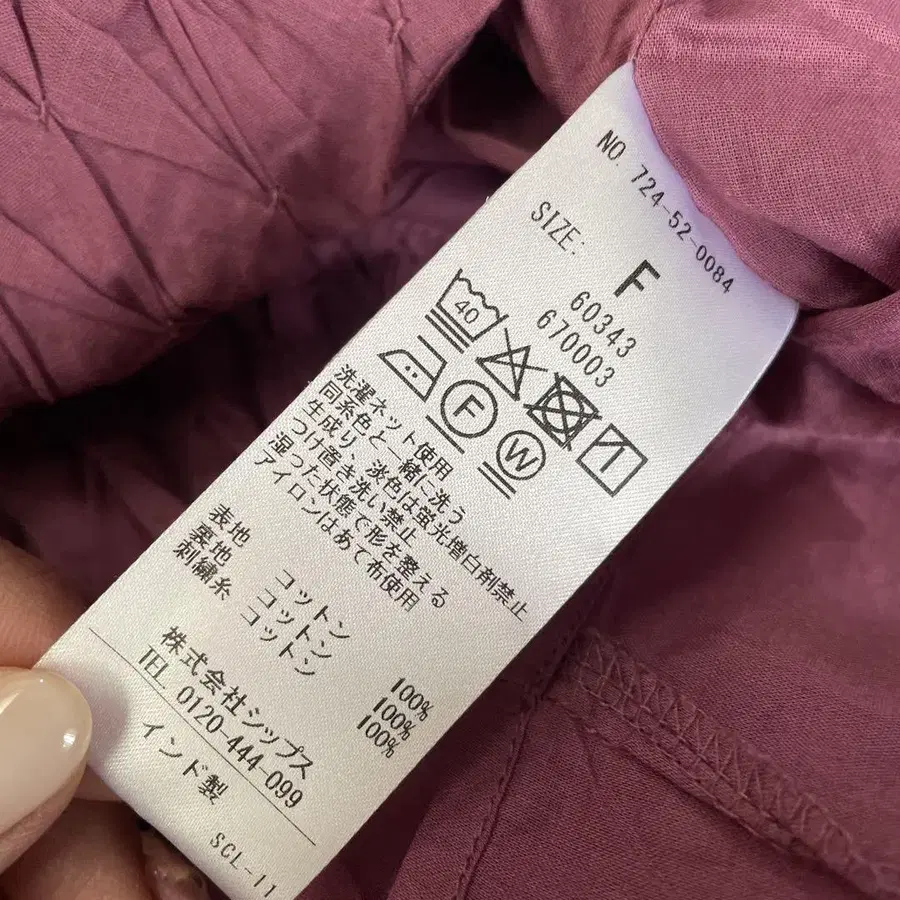 NO. 724-52-0084
SIZE: F
60343
670003
40
F
W
洗濯ネット使用
同系色と一緒に洗う
生成り、淡色は蛍光増白剤禁止
つけ置き洗い禁止
湿った状態で形を整える
アイロンはあて布使用
表地 コットン 100%
裏地 コットン 100%
刺繍糸 コットン 100%
株式会社シップス
TEL. 0120-444-099
インド製
SCL-11